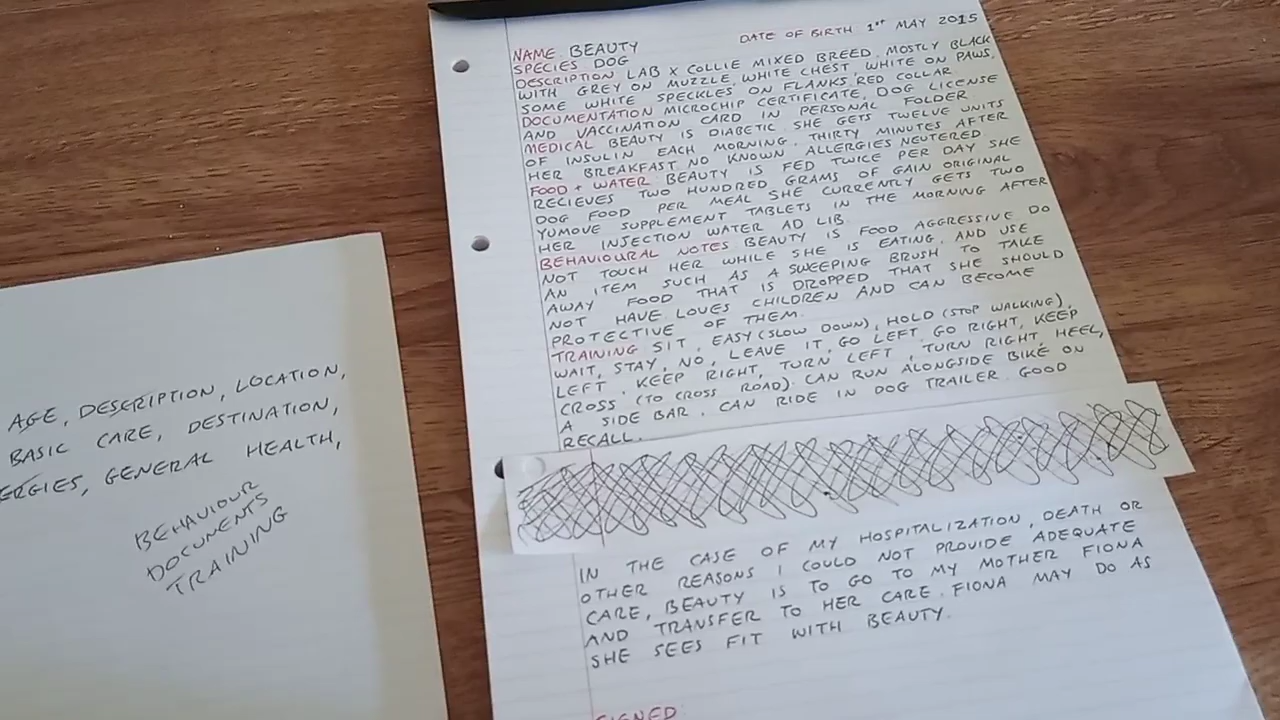 AGE, DESCRIPTION, LOCATION,
BASIC CARE, DESTINATION,
GENERAL HEALTH,
BEHAVIOUR
DOCUMENTS
TRAINING
NAME BEAUTY DATE OF BIRTH 1ST MAY 2015
SPECIES DOG
DESCRIPTION LAB X COLLIE MIXED BREED. MOSTLY BLACK
WITH GREY ON MUZZLE, WHITE CHEST WHITE ON PAWS.
SOME WHITE SPECKLES ON FLANKS RED COLLAR
DOCUMENTATION MICROCHIP CERTIFICATE, DOG LICENSE
AND VACCINATION CARD IN PERSONAL FOLDER
MEDICAL BEAUTY IS DIABETIC. SHE GETS TWELVE UNITS
OF INSULIN EACH MORNING, THIRTY MINUTES AFTER
HER BREAKFAST. NO KNOWN ALLERGIES NEUTERED
FOOD + WATER BEAUTY IS FED TWICE PER DAY SHE
RECIEVES TWO HUNDRED GRAMS OF GAIN ORIGINAL
DOG FOOD PER MEAL SHE CURRENTLY GETS TWO
YUMOVE SUPPLEMENT TABLETS IN THE MORNING AFTER
HER INJECTION WATER AD LIB.
BEHAVIOURAL NOTES BEAUTY IS FOOD AGGRESSIVE DO
NOT TOUCH HER WHILE SHE IS EATING, AND USE
AN ITEM SUCH AS A SWEEPING BRUSH TO TAKE
AWAY FOOD THAT IS DROPPED THAT SHE SHOULD
NOT HAVE. LOVES CHILDREN AND CAN BECOME
PROTECTIVE OF THEM.
TRAINING SIT, EASY (SLOW DOWN), HOLD (STOP WALKING),
WAIT, STAY, NO, LEAVE IT, GO LEFT GO RIGHT, KEEP
LEFT, KEEP RIGHT, TURN LEFT, TURN RIGHT, HEEL,
CROSS (TO CROSS ROAD). CAN RUN ALONGSIDE BIKE ON
A SIDE BAR. CAN RIDE IN DOG TRAILER. GOOD
RECALL.
IN THE CASE OF MY HOSPITALIZATION, DEATH OR
OTHER REASONS I COULD NOT PROVIDE ADEQUATE
CARE, BEAUTY IS TO GO TO MY MOTHER FIONA
AND TRANSFER TO HER CARE. FIONA MAY DO AS
SHE SEES FIT WITH BEAUTY.
SIGNED